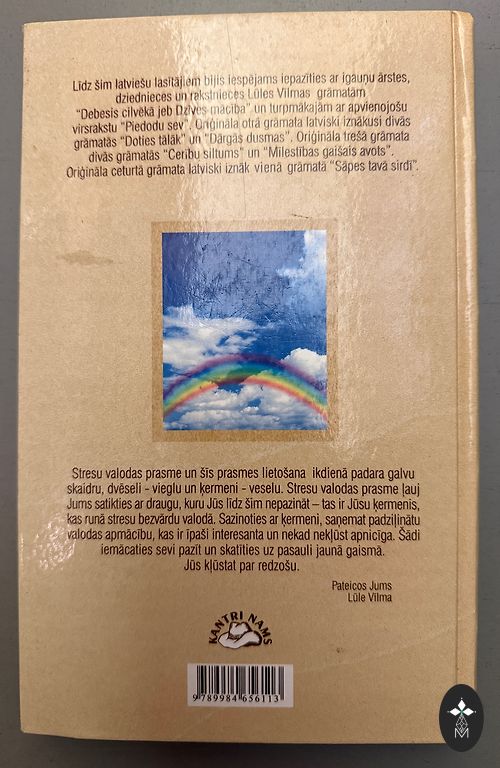 Līdz šim latviešu lasītājiem bijis iespējams iepazīties ar igauņu ārstes,
dziednieces un rakstnieces Lūles Vilmas grāmatām
"Debesis cilvēkā jeb Dzīves mācība" un turpmākajām ar apvienojošu
virsrakstu "Piedodu sev". Oriģināla otrā grāmata latviski iznākusi divās
grāmatās "Doties tālāk" un "Dārgās dusmas". Oriģināla trešā grāmata
divās grāmatās "Cerību siltums" un "Mīlestības gaišais avots".
Oriģināla ceturtā grāmata latviski iznāk vienā grāmatā "Sāpes tavā sirdī".
Stresu valodas prasme un šīs prasmes lietošana ikdienā padara galvu
skaidru, dvēseli - vieglu un ķermeni - veselu. Stresu valodas prasme ļauj
Jums satikties ar draugu, kuru Jūs līdz šim nepazināt – tas ir Jūsu ķermenis,
kas runā stresu bezvārdu valodā. Sazinoties ar ķermeni, saņemat padziļinātu
valodas apmācību, kas ir īpaši interesanta un nekad nekļūst apnicīga. Šādi
iemācaties sevi pazīt un skatīties uz pasauli jaunā gaismā.
Jūs kļūstat par redzošu.
Pateicos Jums
Lūle Vilma
KANTRI NAMS
9 789984 656113